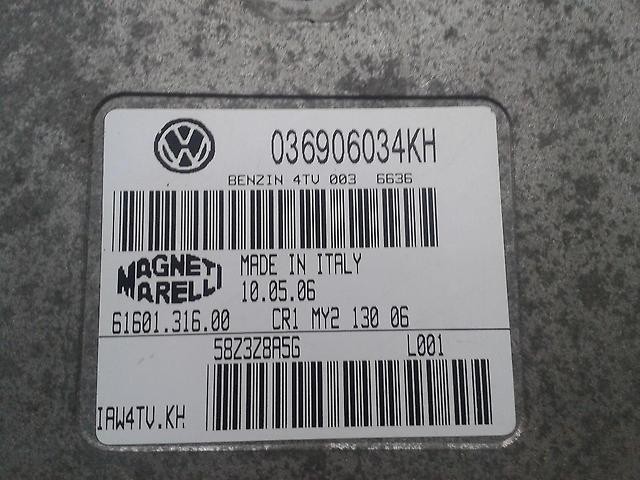 036906034KH
BENZIN 4TV 003 6636
MAGNETI MARELLI
MADE IN ITALY
10.05.06
61601.316.00 CR1 MY2 130 06
58Z3Z8A5G L001
IAW4TV.KH